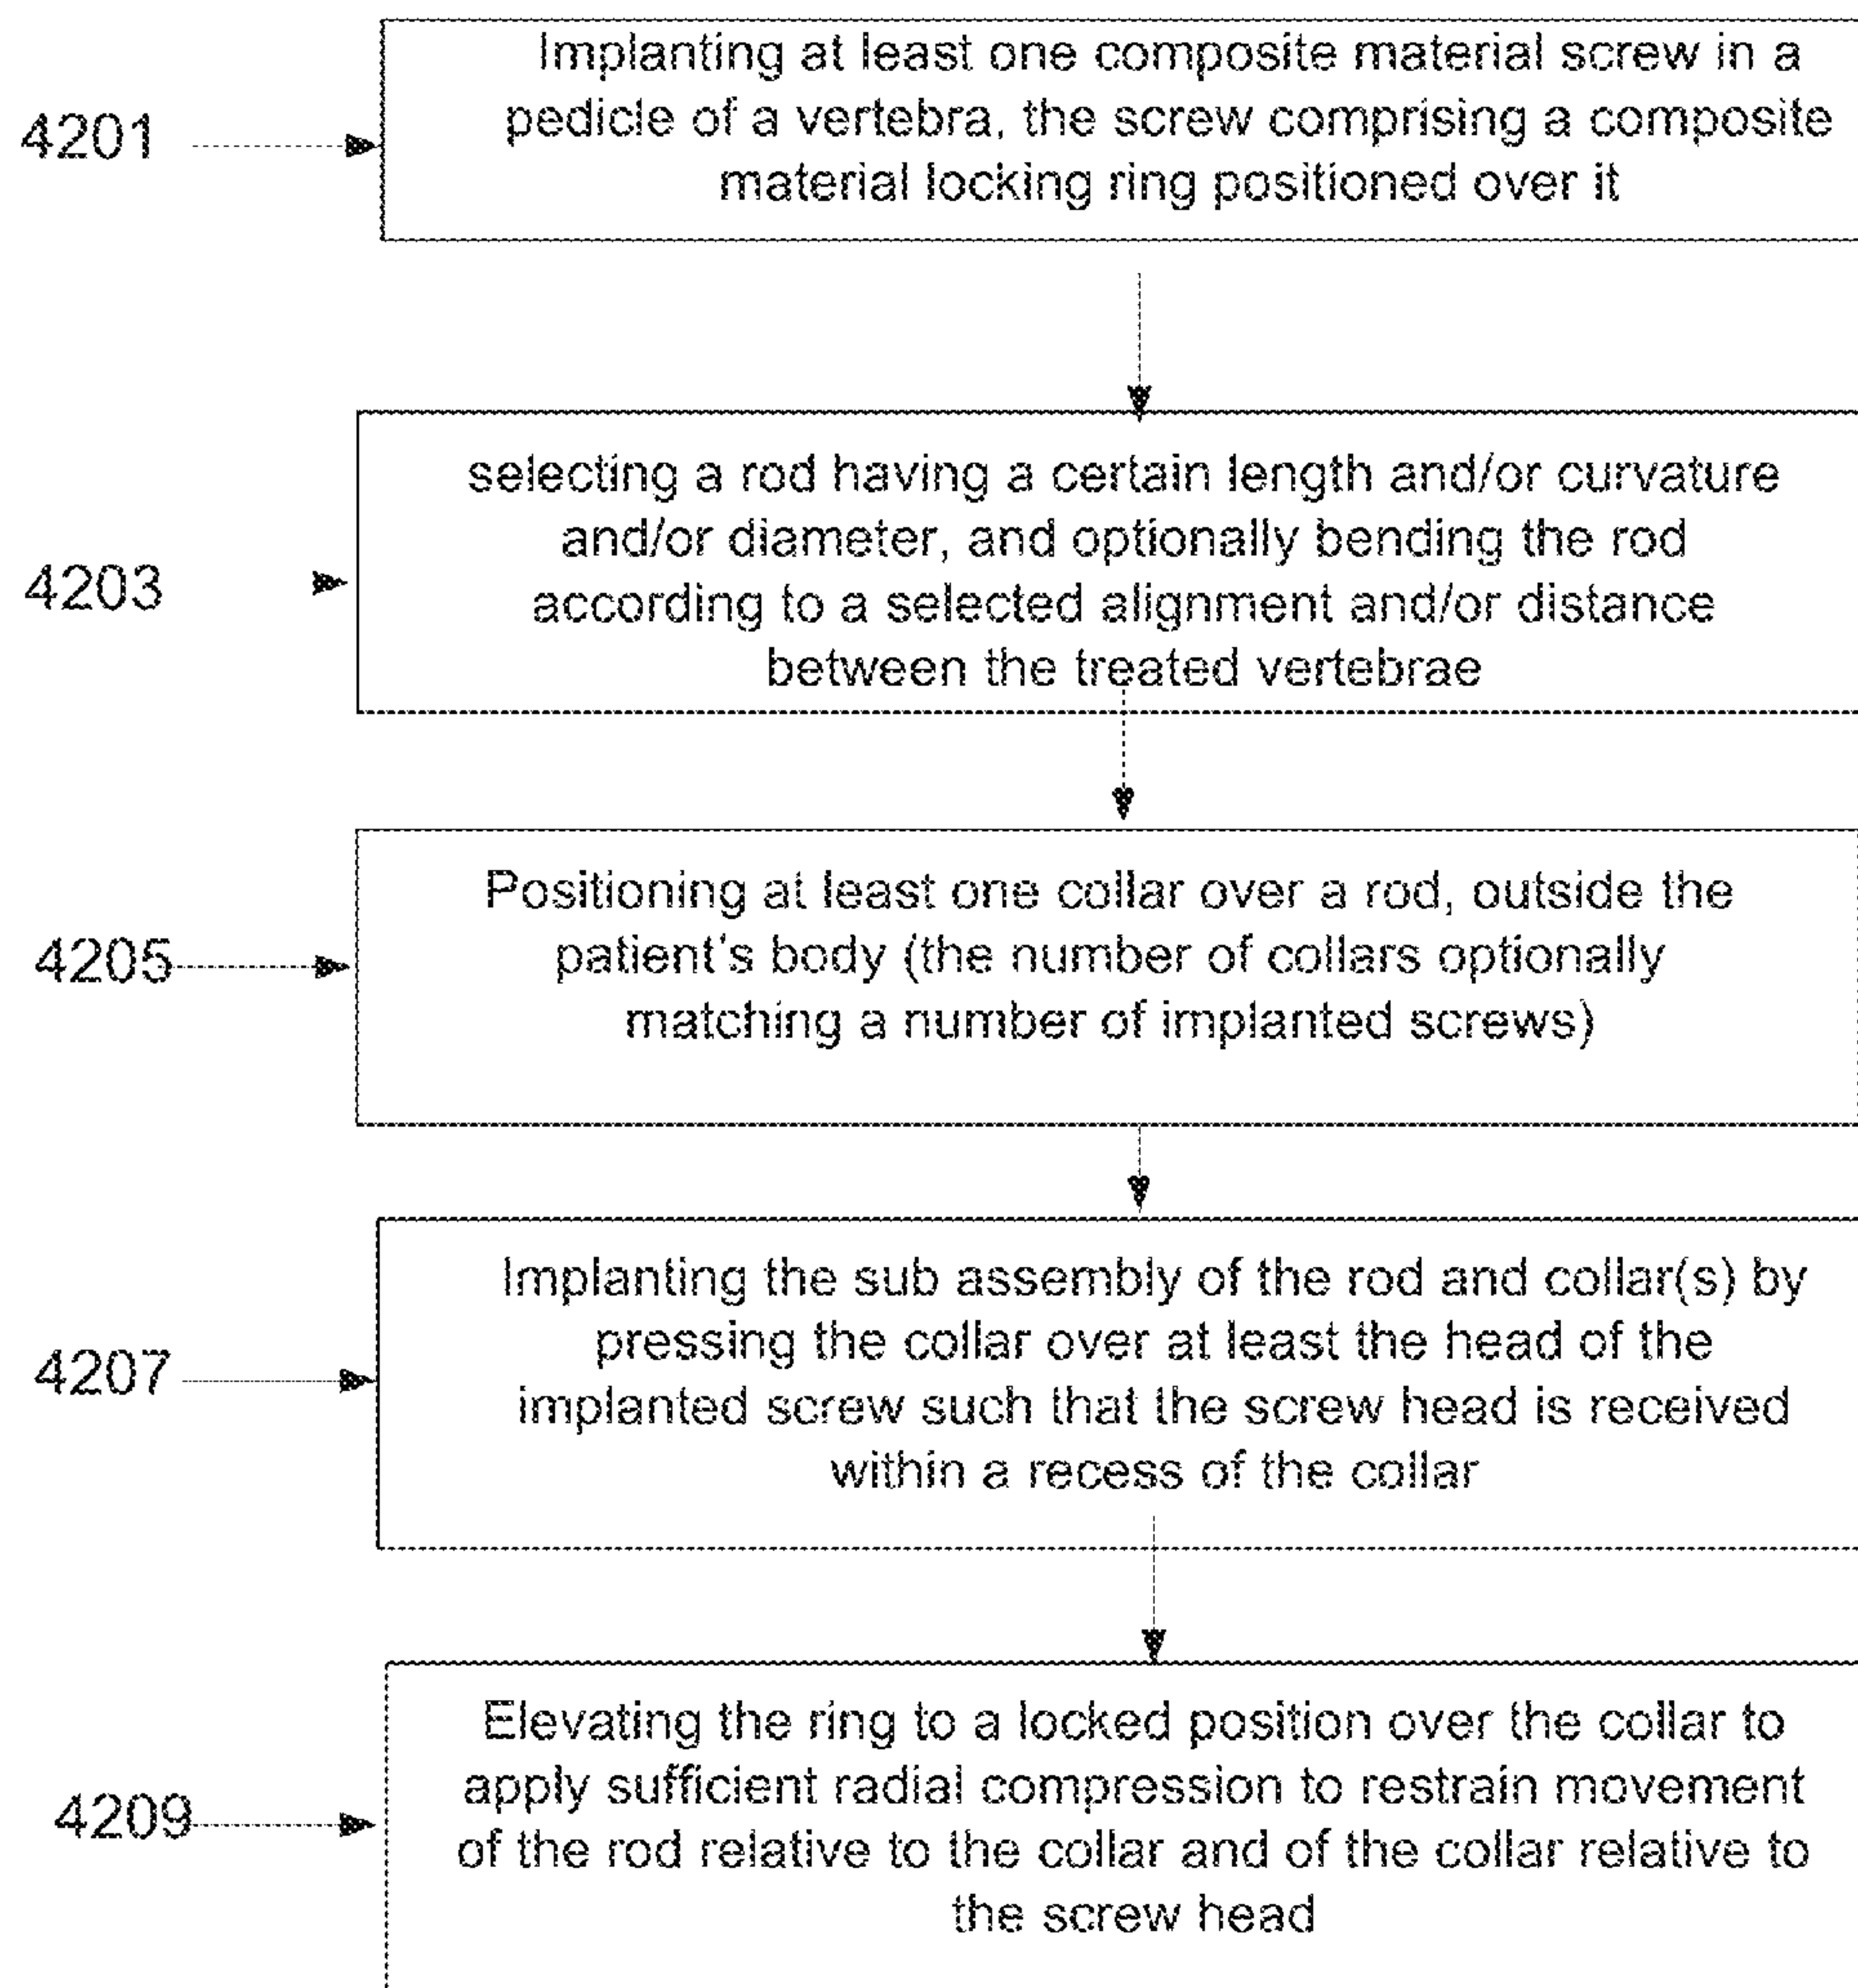 Implanting at least one composite material screw in a
4201 pedicle of a vertebra, the screw comprising a composite
material locking ring positioned over it
selecting a rod having a certain length and/or curvature
and/or diameter, and optionally bending the rod
4203 according to a selected alignment and/or distance
between the treated vertebrae
Positioning at least one collar over a rod, outside the
4205 patient's body (the number of collars optionally
matching a number of implanted screws)
Implanting the sub assembly of the rod and collar(s) by
pressing the collar over at least the head of the
4207 implanted screw such that the screw head is received
within a recess of the collar
Elevating the ring to a locked position over the collar to
apply sufficient radial compression to restrain movement
4209 of the rod relative to the collar and of the collar relative to
the screw head